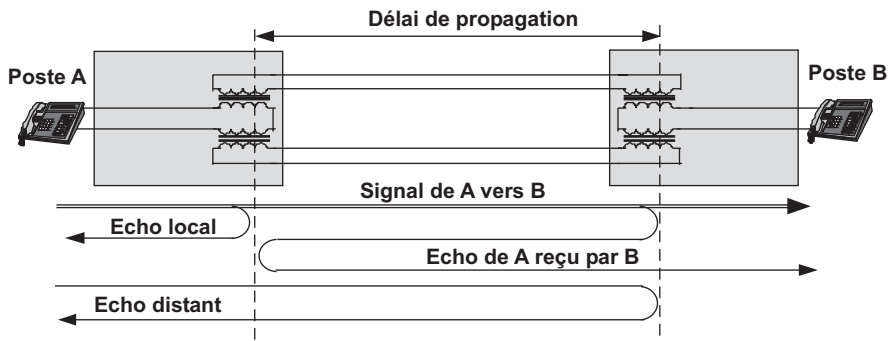 Délai de propagation
Poste A
Poste B
Signal de A vers B
Echo local
Echo de A reçu par B
Echo distant